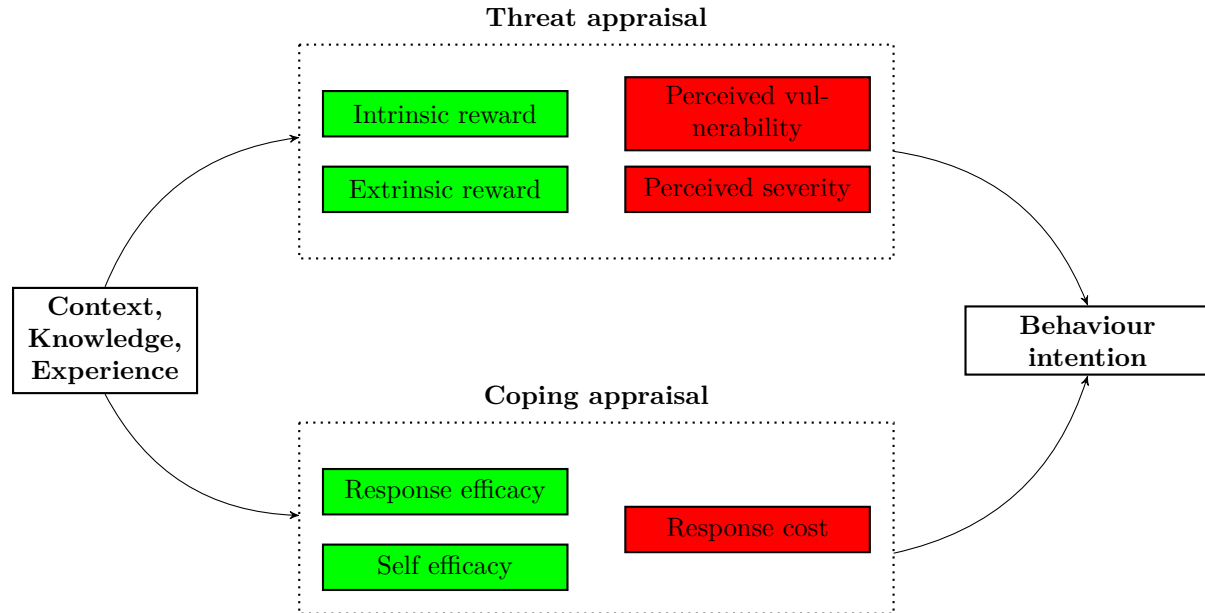 Threat appraisal
Intrinsic reward
Perceived vul-
nerability
Extrinsic reward
Perceived severity
Context,
Knowledge,
Experience
Behaviour
intention
Coping appraisal
Response efficacy
Response cost
Self efficacy